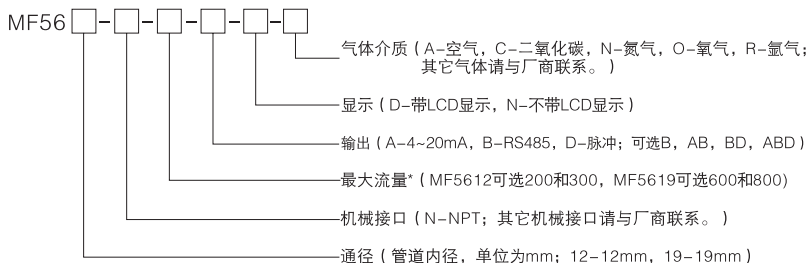 MF56□-□-□-□-□-□
气体介质（A-空气，C-二氧化碳，N-氮气，O-氧气，R-氩气；
其它气体请与厂商联系。）
显示（D-带LCD显示，N-不带LCD显示）
输出（A-4~20mA，B-RS485，D-脉冲；可选B，AB，BD，ABD）
最大流量*（MF5612可选200和300，MF5619可选600和800）
机械接口（N-NPT；其它机械接口请与厂商联系。）
通径（管道内径，单位为mm；12-12mm，19-19mm）